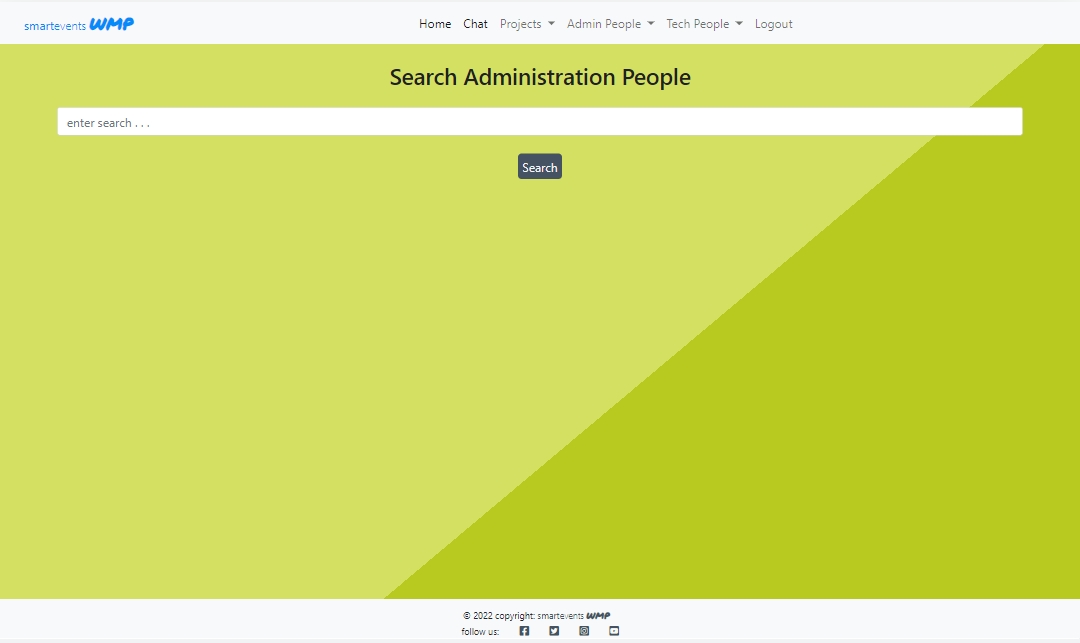 smartevents WMP Home Chat Projects Admin People Tech People Logout
Search Administration People
enter search . . .
Search
© 2022 copyright: smartevents WMP
follow us: